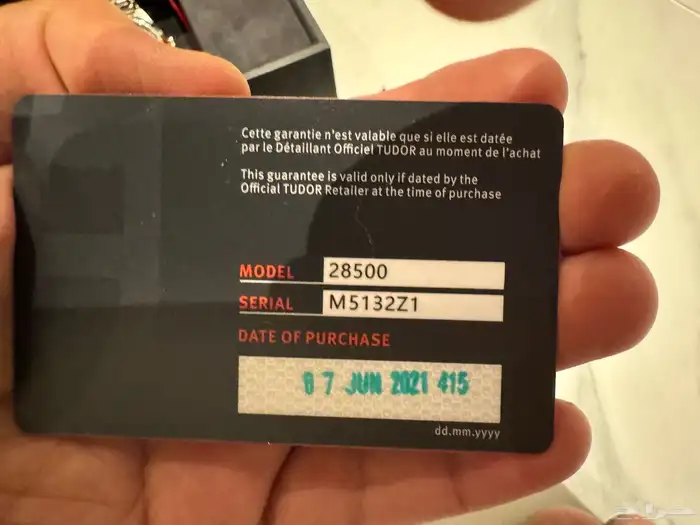 Cette garantie n'est valable que si elle est datée
par le Détaillant Officiel TUDOR au moment de l'achat
This guarantee is valid only if dated by the
Official TUDOR Retailer at the time of purchase
MODEL 28500
SERIAL M5132Z1
DATE OF PURCHASE
07 JUN 2021 415
dd.mm.yyyy
حراج